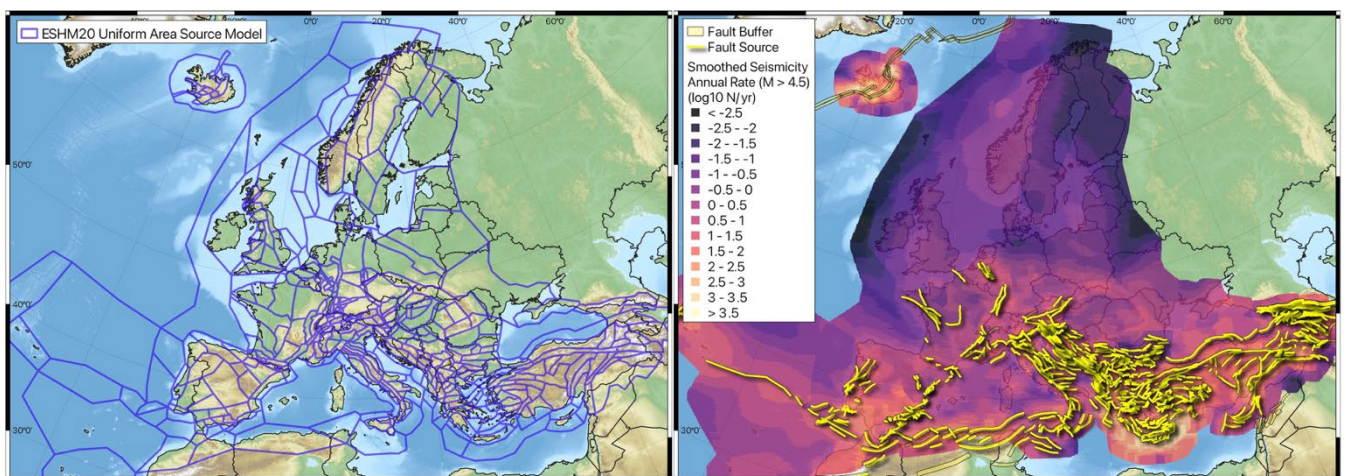 0°0'
20°0'
40°0'
60°0'
ESHM20 Uniform Area Source Model
50°0'
40°0'
30°0'
20°0'
0°0'
20°0'
40°0'
60°0'
Fault Buffer
Fault Source
Smoothed Seismicity
Annual Rate (M > 4.5)
(log10 N/yr)
< -2.5
-2.5 - -2
-2 - -1.5
-1.5 - -1
-1 - -0.5
-0.5 - 0
0 - 0.5
0.5 - 1
1 - 1.5
1.5 - 2
2 - 2.5
2.5 - 3
3 - 3.5
> 3.5
40°0'
30°0'